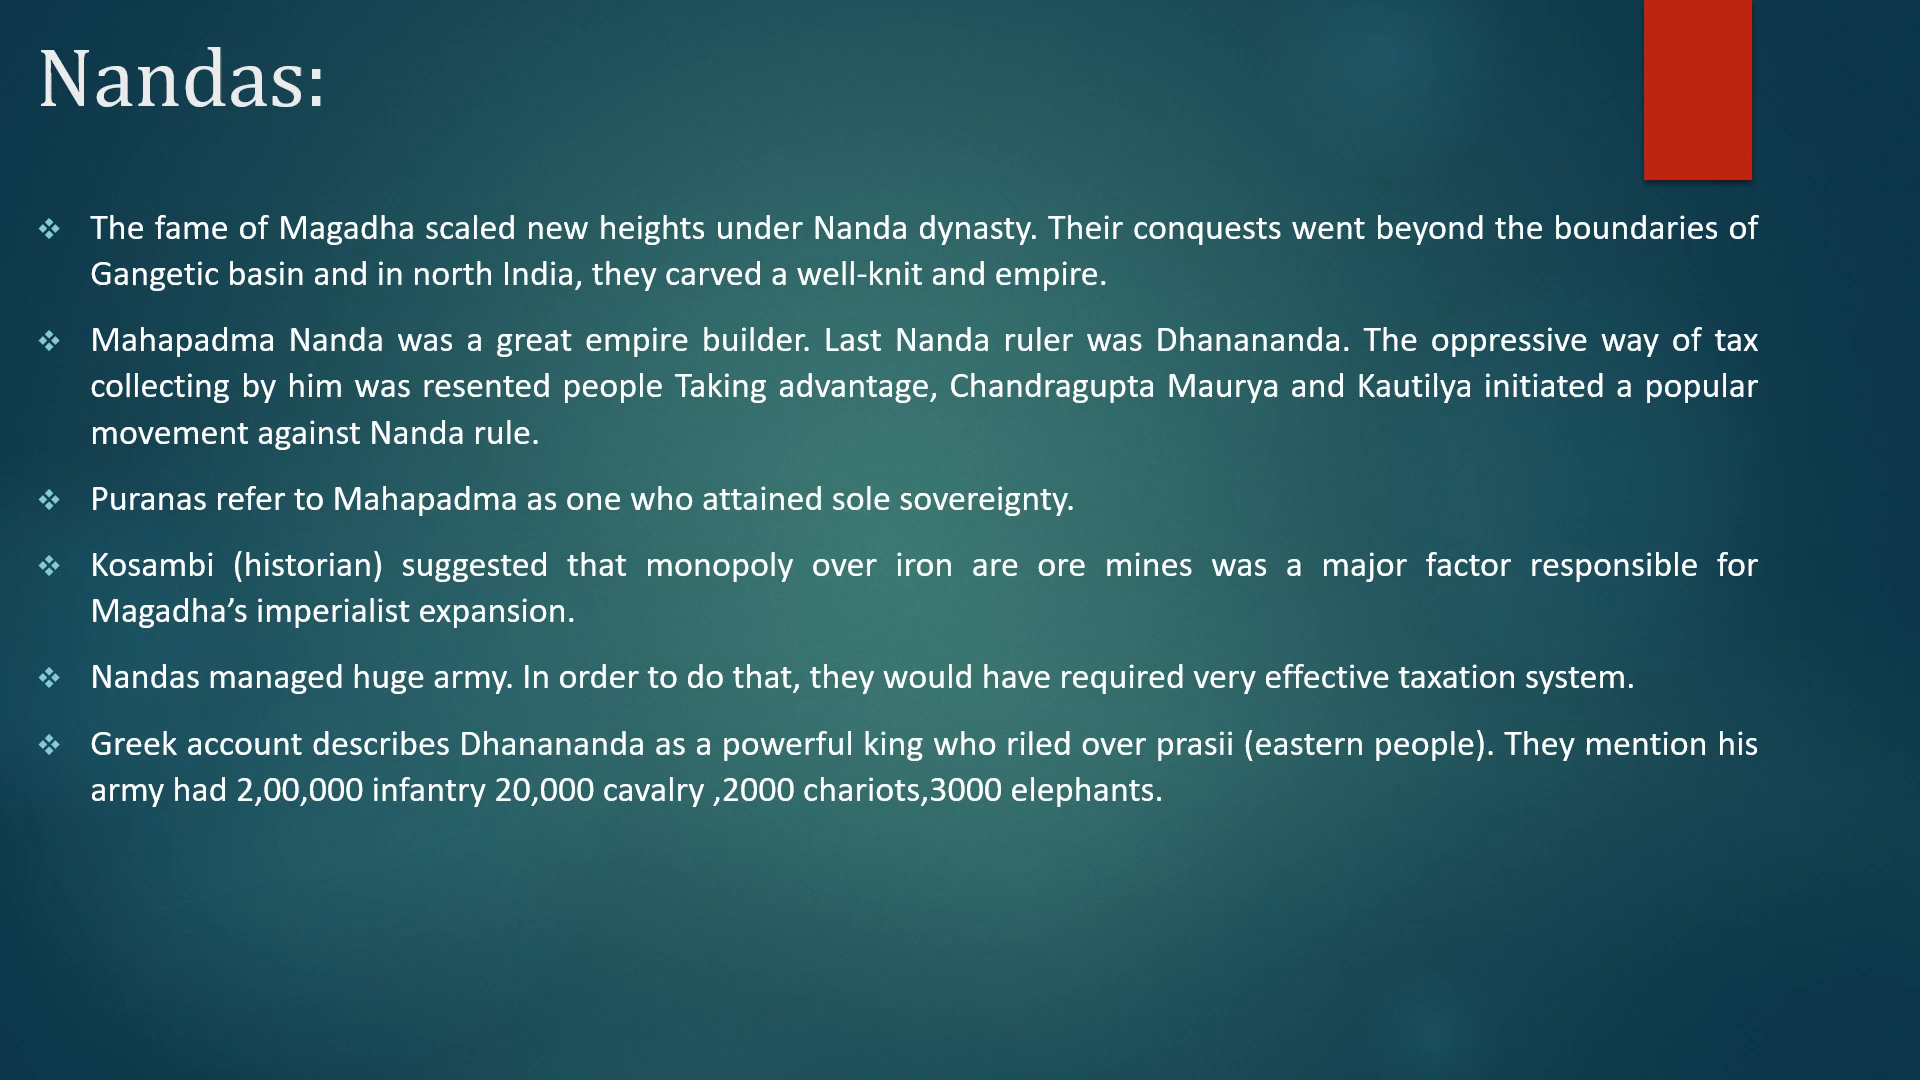 Nandas:
The fame of Magadha scaled new heights under Nanda dynasty. Their conquests went beyond the boundaries of
Gangetic basin and in north India, they carved a well-knit and empire.
Mahapadma Nanda was a great empire builder. Last Nanda ruler was Dhanananda. The oppressive way of tax
collecting by him was resented people Taking advantage, Chandragupta Maurya and Kautilya initiated a popular
movement against Nanda rule.
Puranas refer to Mahapadma as one who attained sole sovereignty.
Kosambi (historian) suggested that monopoly over iron are ore mines was a major factor responsible for
Magadha’s imperialist expansion.
Nandas managed huge army. In order to do that, they would have required very effective taxation system.
Greek account describes Dhanananda as a powerful king who riled over prasii (eastern people). They mention his
army had 2,00,000 infantry 20,000 cavalry ,2000 chariots,3000 elephants.